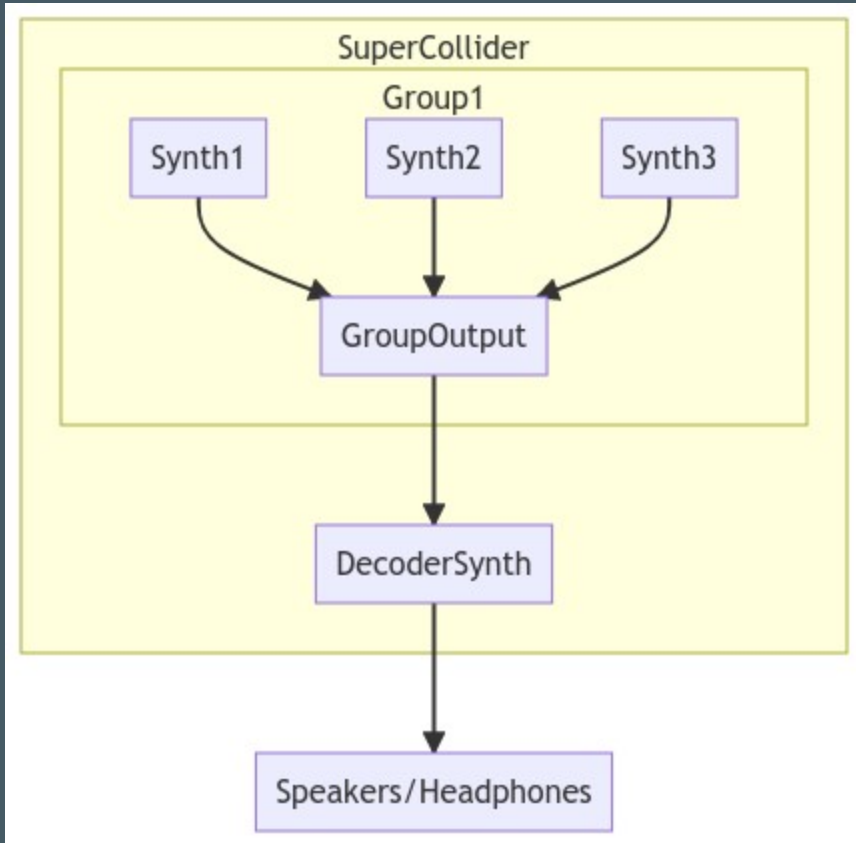 SuperCollider
Group1
Synth1
Synth2
Synth3
GroupOutput
DecoderSynth
Speakers/Headphones